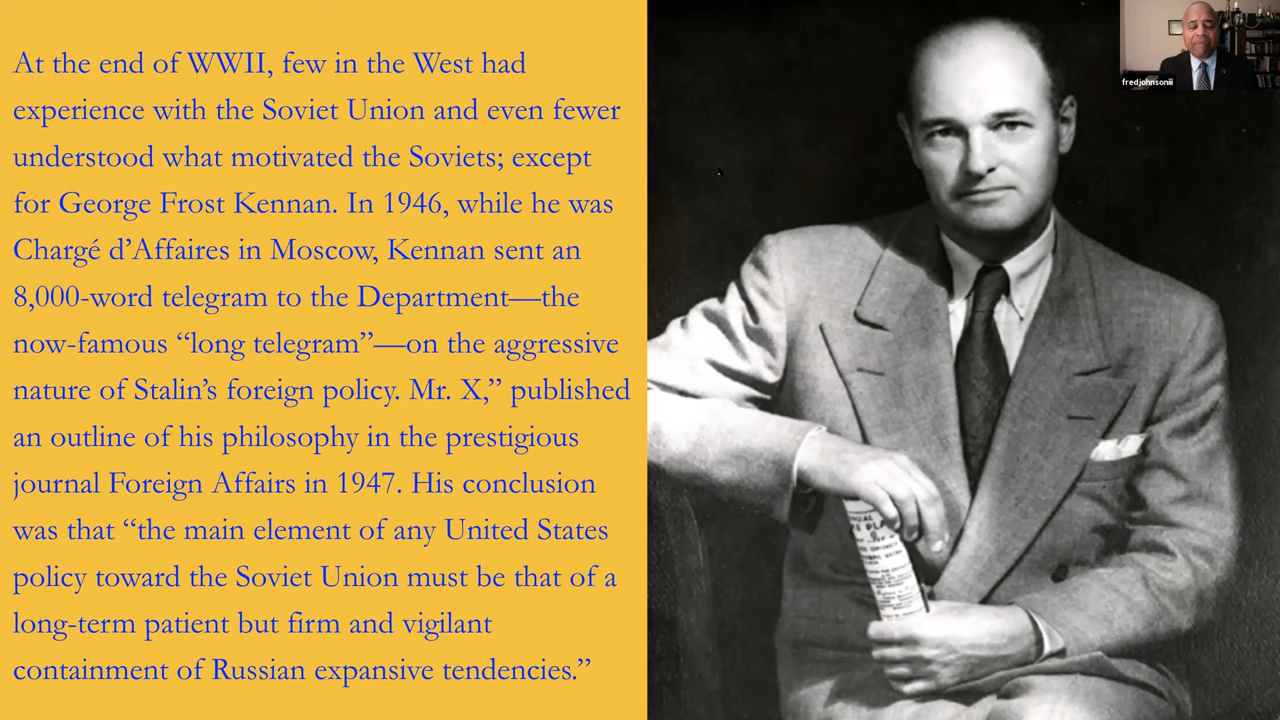 At the end of WWII, few in the West had
experience with the Soviet Union and even fewer
understood what motivated the Soviets; except
for George Frost Kennan. In 1946, while he was
Chargé d’Affaires in Moscow, Kennan sent an
8,000-word telegram to the Department—the
now-famous “long telegram”—on the aggressive
nature of Stalin’s foreign policy. Mr. X,” published
an outline of his philosophy in the prestigious
journal Foreign Affairs in 1947. His conclusion
was that “the main element of any United States
policy toward the Soviet Union must be that of a
long-term patient but firm and vigilant
containment of Russian expansive tendencies.”
fredjohnsoniii